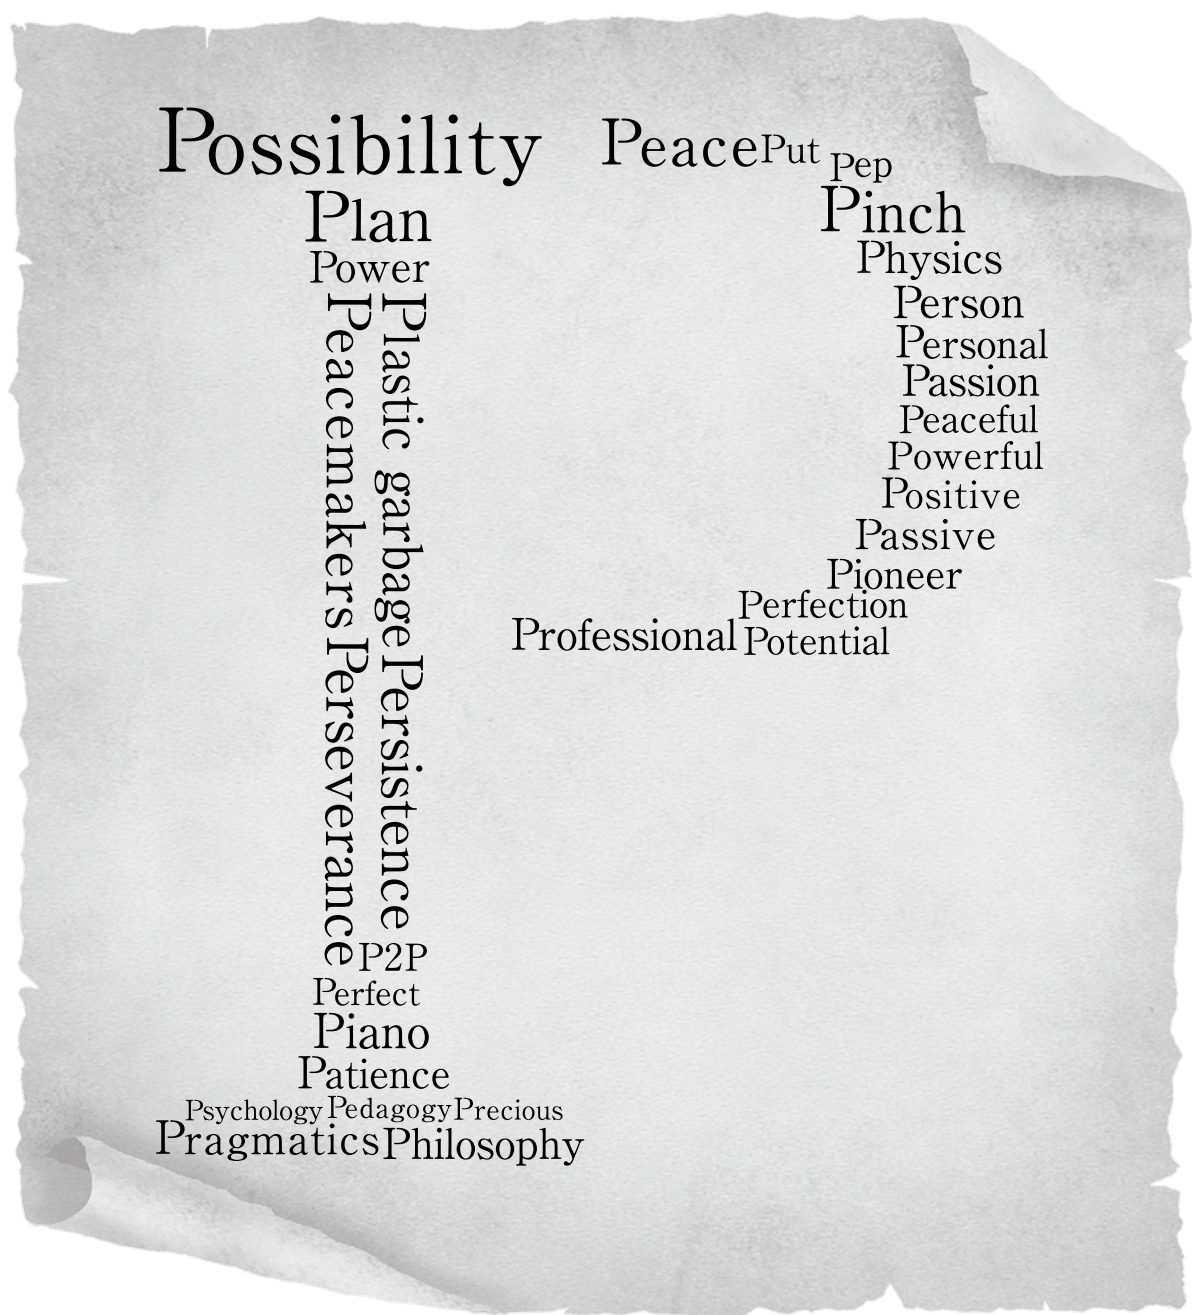 Possibility
Peace
Put
Pep
Plan
Pinch
Power
Physics
Peacemakers
Plastic garbage
Person
Personal
Passion
Peaceful
Powerful
Positive
Passive
Pioneer
Perfection
Professional
Potential
Perseverance
Persistence
P2P
Perfect
Piano
Patience
Psychology
Pedagogy
Precious
Pragmatics
Philosophy